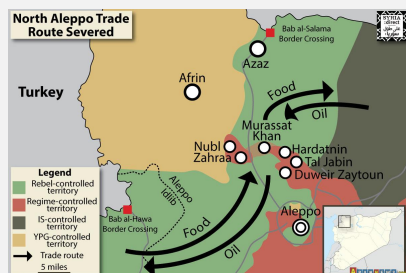 North Aleppo Trade
Route Severed
Bab al-Salama
Border Crossing
SYRIA
:direct
Azaz
Afrin
Turkey
Food
Oil
Murassat
Khan
Nubl
Zahraa
Hardatnin
Tal Jabin
Duweir Zaytoun
Legend
Rebel-controlled
territory
Regime-controlled
territory
IS-controlled
territory
YPG-controlled
territory
Trade route
5 miles
Aleppo
Idlib
Bab al-Hawa
Border Crossing
Food
Oil
Aleppo